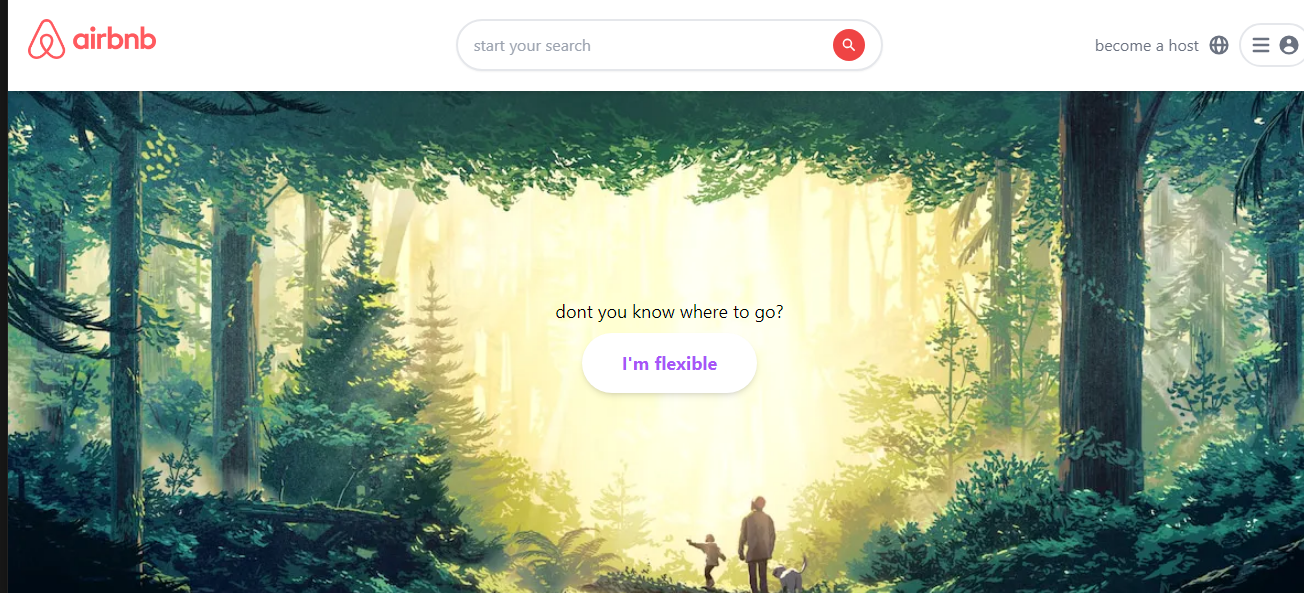 airbnb
start your search
become a host
dont you know where to go?
I'm flexible